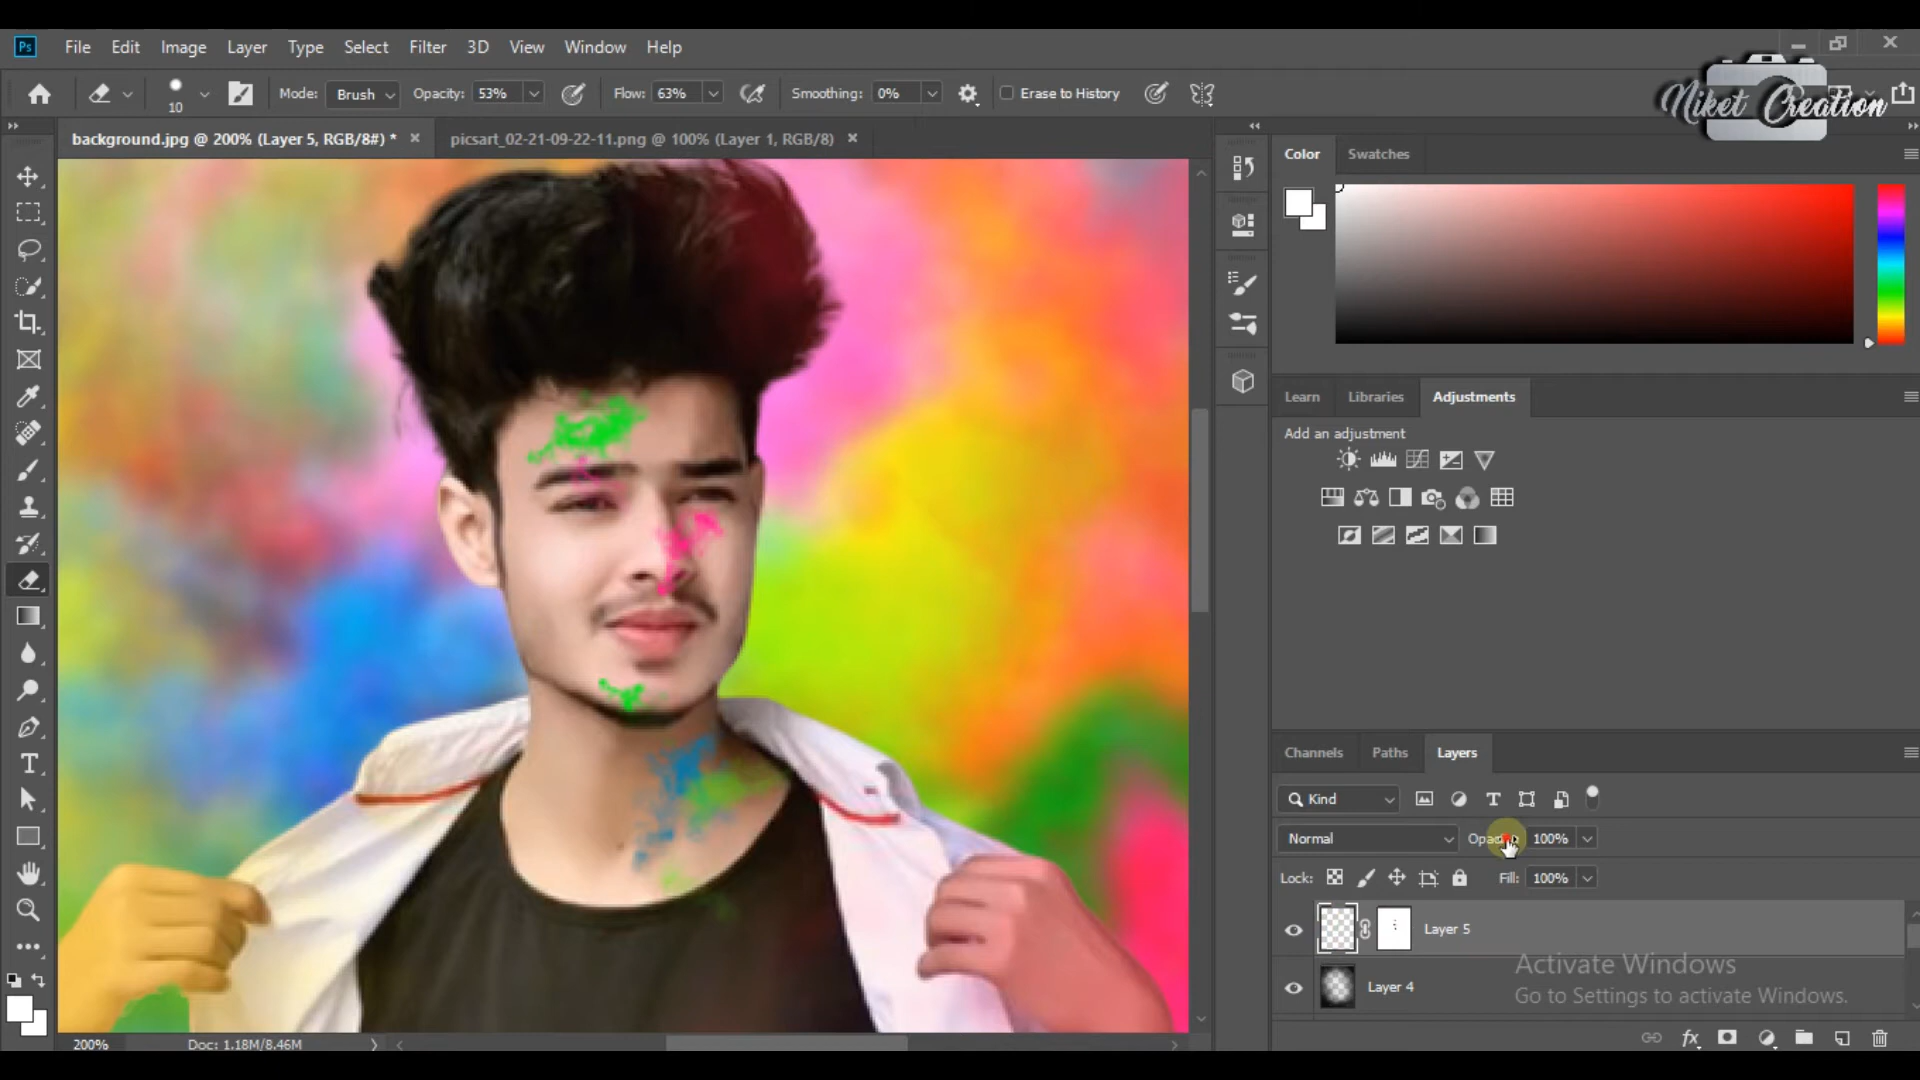 Ps File Edit Image Layer Type Select Filter 3D View Window Help
Niket Creation
10 Mode: Brush Opacity: 53% Flow: 63% Smoothing: 0% Erase to History
background.jpg @ 200% (Layer 5, RGB/8#) * picsart_02-21-09-22-11.png @ 100% (Layer 1, RGB/8)
Color Swatches
Learn Libraries Adjustments
Add an adjustment
Channels Paths Layers
Kind
Normal 100%
Lock: Fill: 100%
Layer 5
Layer 4
Activate Windows
Go to Settings to activate Windows.
200% Doc: 1.18M/8.46M